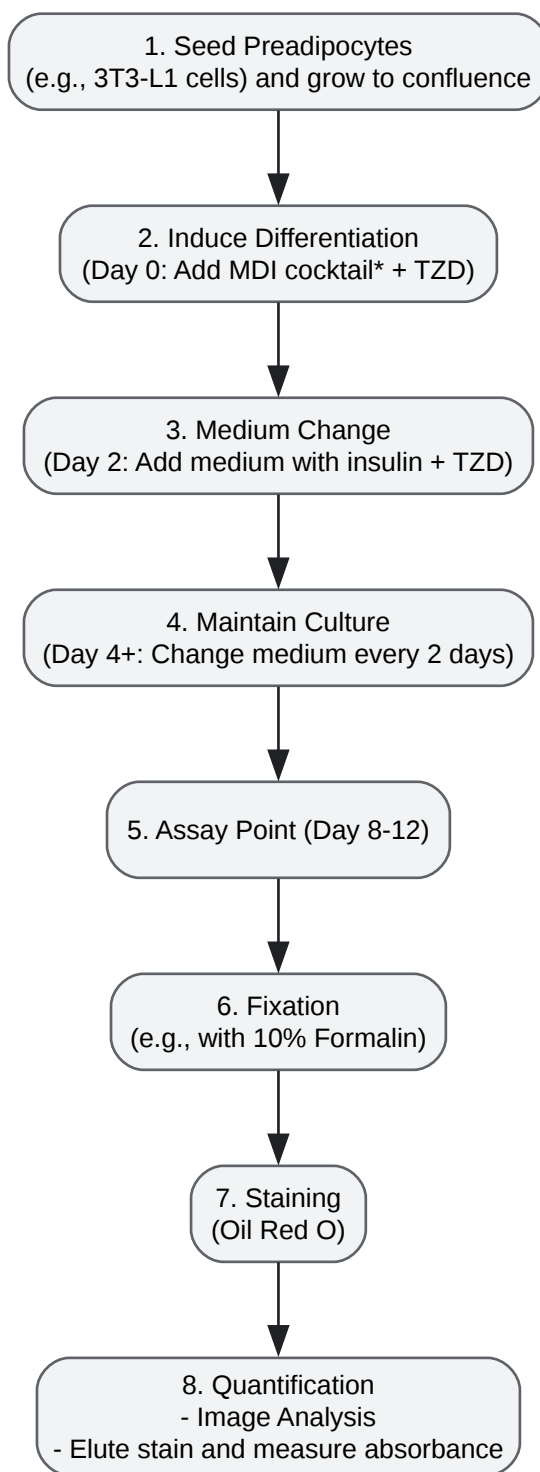 1. Seed Preadipocytes
(e.g., 3T3-L1 cells) and grow to confluence
2. Induce Differentiation
(Day 0: Add MDI cocktail* + TZD)
3. Medium Change
(Day 2: Add medium with insulin + TZD)
4. Maintain Culture
(Day 4+: Change medium every 2 days)
5. Assay Point (Day 8-12)
6. Fixation
(e.g., with 10% Formalin)
7. Staining
(Oil Red O)
8. Quantification
- Image Analysis
- Elute stain and measure absorbance